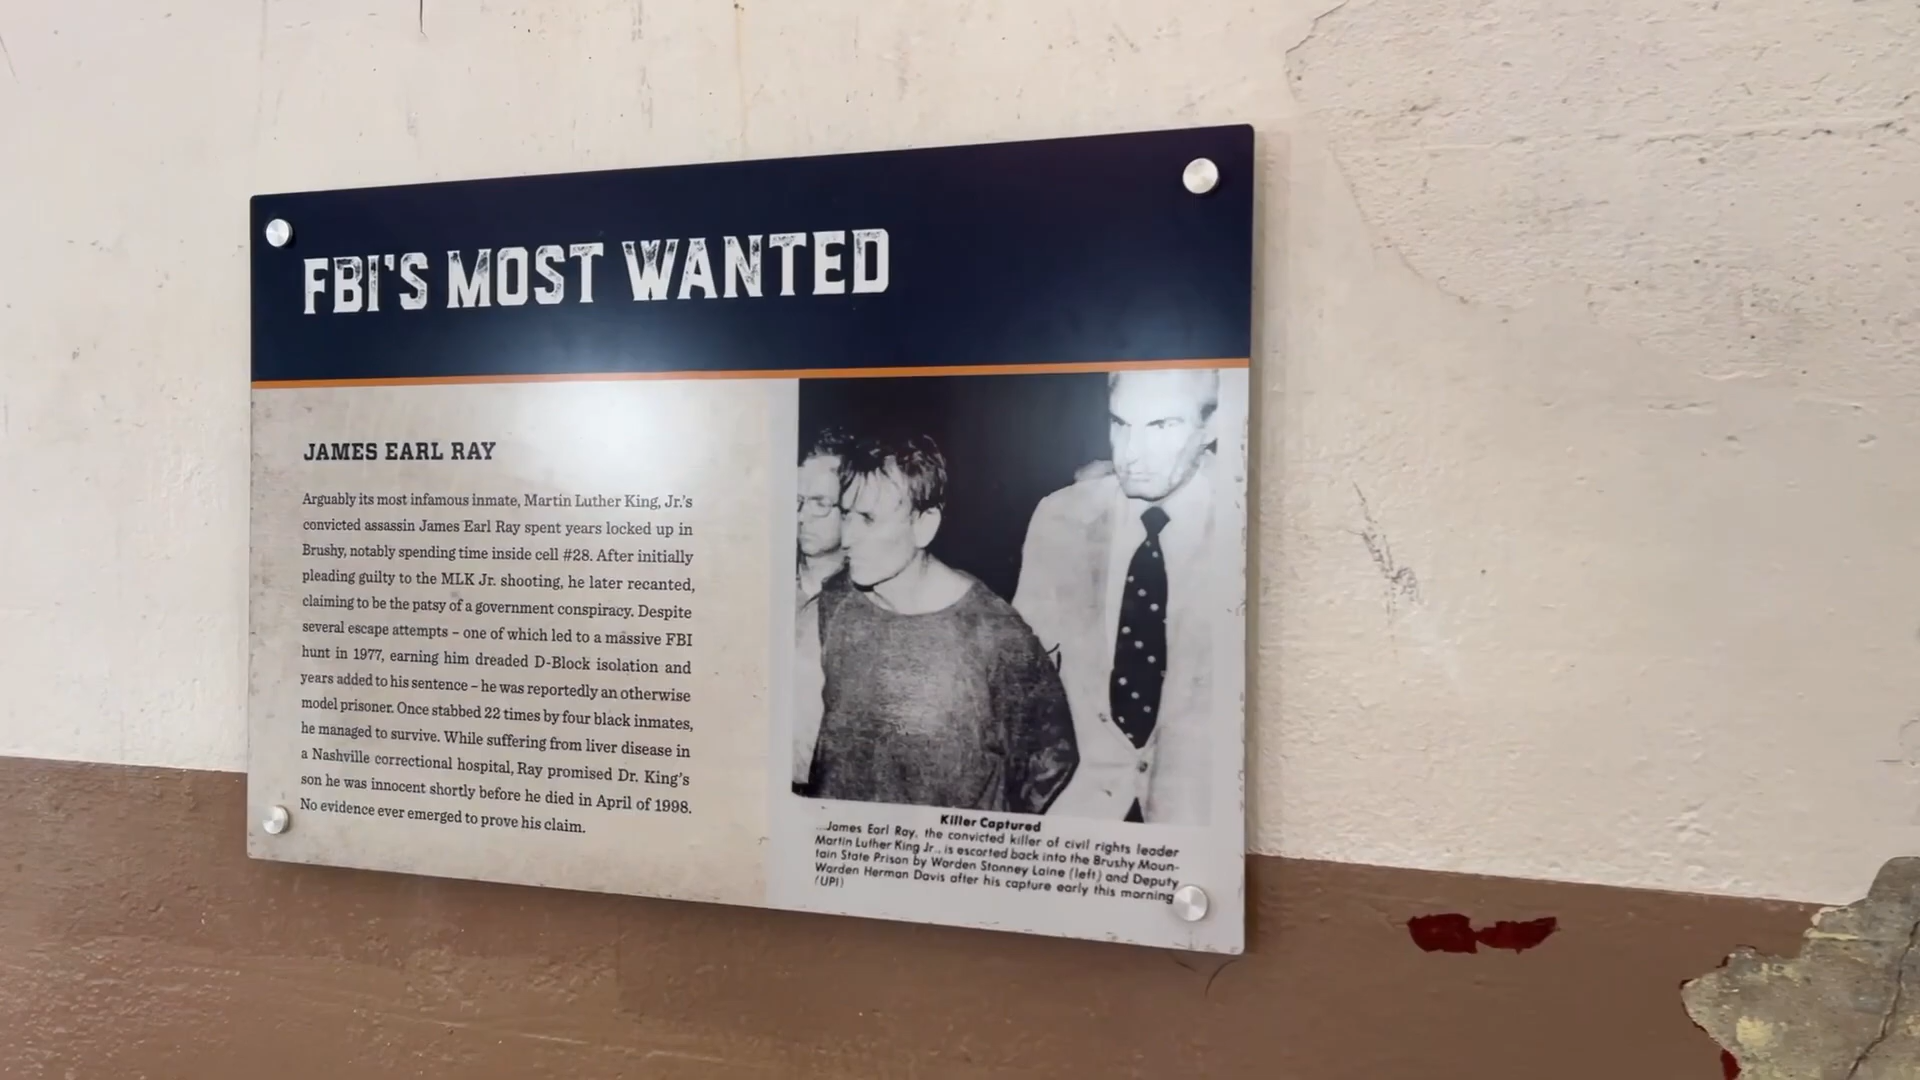 FBI'S MOST WANTED
JAMES EARL RAY
Arguably its most infamous inmate, Martin Luther King, Jr.'s
convicted assassin James Earl Ray spent years locked up in
Brushy, notably spending time inside cell #28. After initially
pleading guilty to the MLK Jr. shooting, he later recanted,
claiming to be the patsy of a government conspiracy. Despite
several escape attempts – one of which led to a massive FBI
hunt in 1977, earning him dreaded D-Block isolation and
years added to his sentence – he was reportedly an otherwise
model prisoner. Once stabbed 22 times by four black inmates,
he managed to survive. While suffering from liver disease in
a Nashville correctional hospital, Ray promised Dr. King's
son he was innocent shortly before he died in April of 1998.
No evidence ever emerged to prove his claim.
Killer Captured
...James Earl Ray, the convicted killer of civil rights leader
Martin Luther King Jr., is escorted back into the Brushy Moun-
tain State Prison by Warden Stonney Laine (left) and Deputy
Warden Herman Davis after his capture early this morning
(UPI)